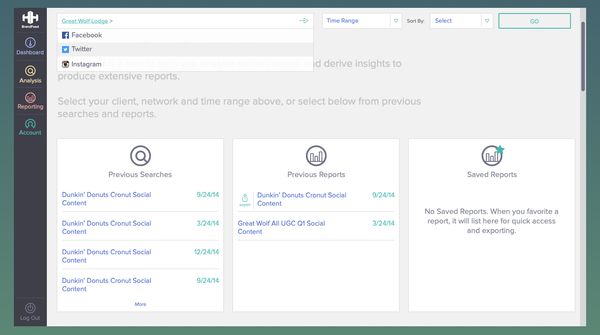 BrandFeed
Dashboard
Analysis
Reporting
Account
Log Out
Great Wolf Lodge >
Facebook
Twitter
Instagram
Time Range
Sort By:
Select
GO
and derive insights to
produce extensive reports.
Select your client, network and time range above, or select below from previous
searches and reports.
Previous Searches
Dunkin' Donuts Cronut Social
Content
9/24/14
Dunkin' Donuts Cronut Social
Content
3/24/14
Dunkin' Donuts Cronut Social
Content
12/24/14
Dunkin' Donuts Cronut Social
Content
9/24/14
More
Previous Reports
Dunkin' Donuts Cronut Social
Content
9/24/14
Great Wolf All UGC Q1 Social
Content
3/24/14
Saved Reports
No Saved Reports. When you favorite a
report, it will list here for quick access
and exporting.